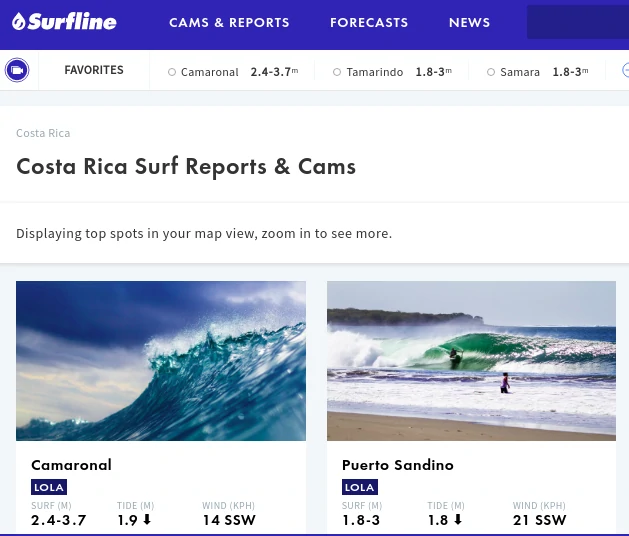 Surfline
CAMS & REPORTS FORECASTS NEWS
FAVORITES Camaronal 2.4-3.7m Tamarindo 1.8-3m Samara 1.8-3m
Costa Rica
Costa Rica Surf Reports & Cams
Displaying top spots in your map view, zoom in to see more.
Camaronal
LOLA
SURF (M) TIDE (M) WIND (KPH)
2.4-3.7 1.9 ⬇ 14 SSW
Puerto Sandino
LOLA
SURF (M) TIDE (M) WIND (KPH)
1.8-3 1.8 ⬇ 21 SSW